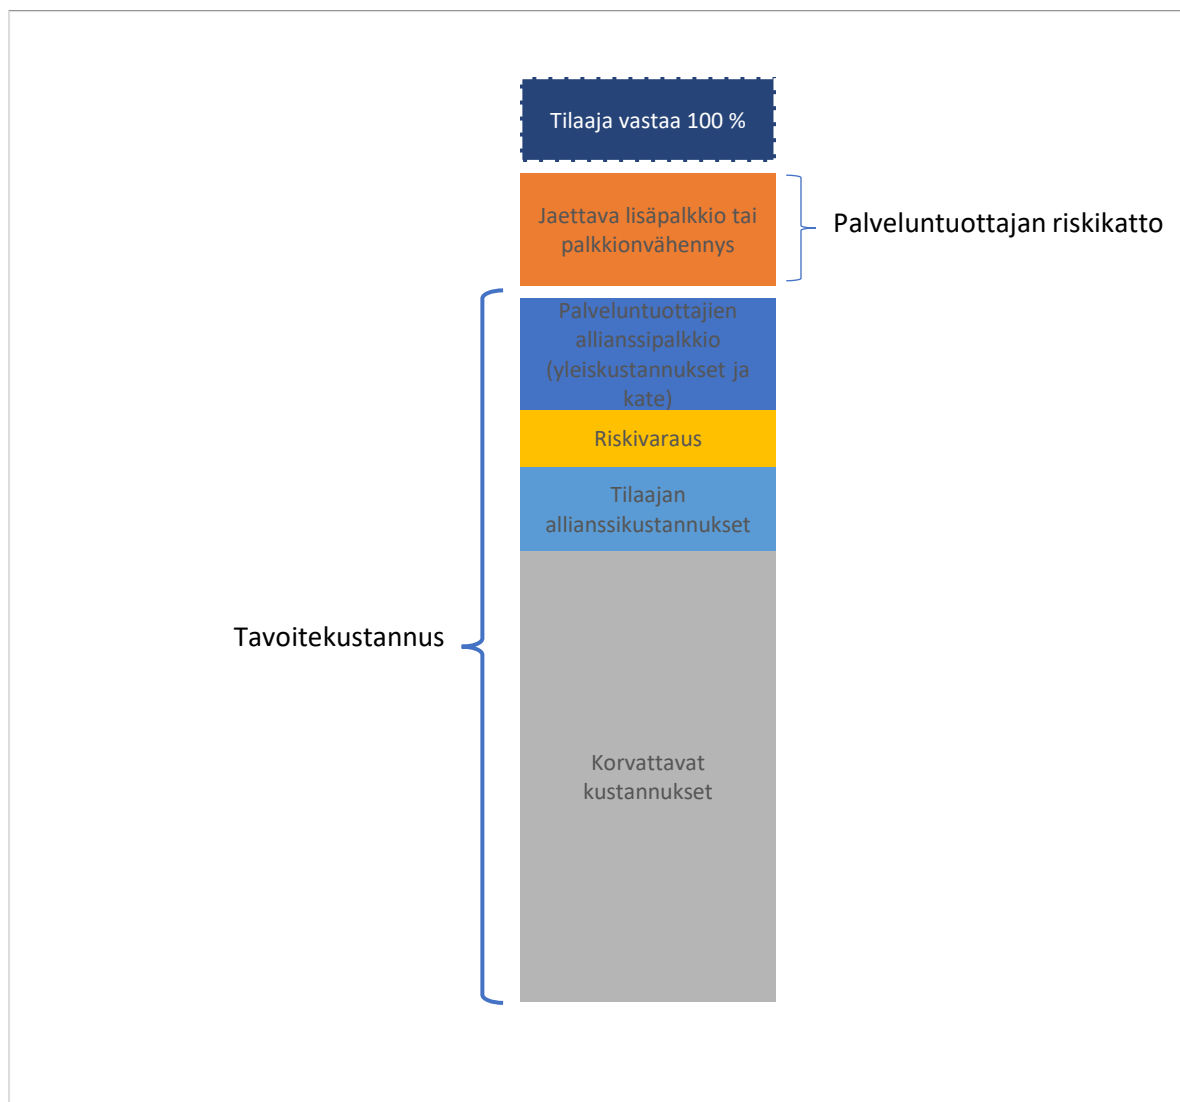 Tilaaja vastaa 100 %
Jaettava lisäpalkkio tai
palkkionvähennys
Palveluntuottajan riskikatto
Palveluntuottajien
allianssipalkkio
(yleiskustannukset ja
kate)
Riskivaraus
Tilaajan
allianssikustannukset
Tavoitekustannus
Korvattavat
kustannukset